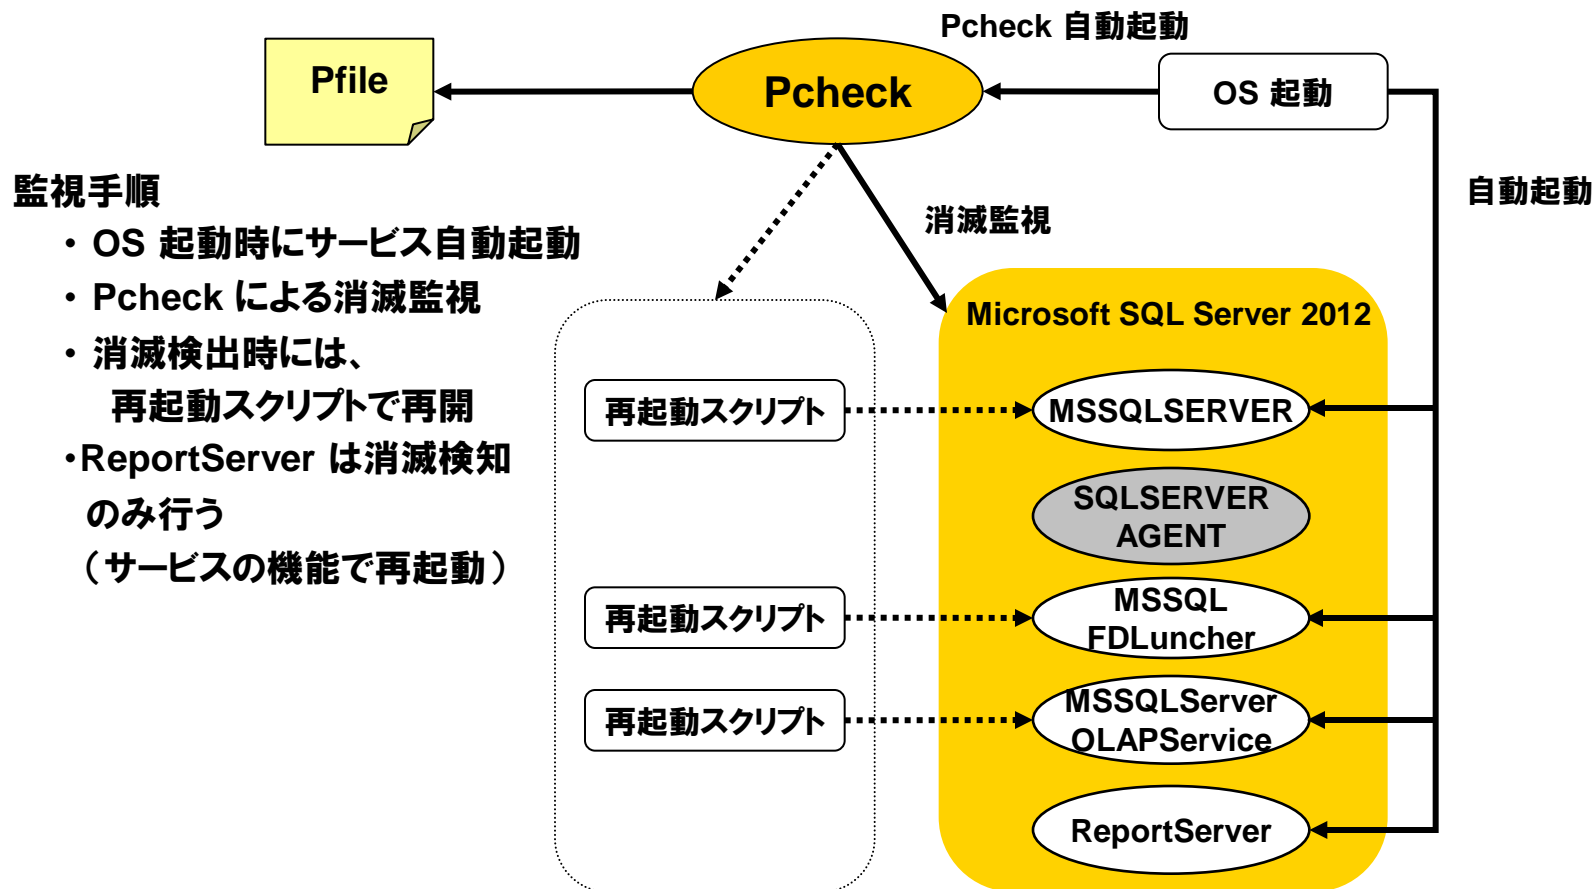 Pcheck 自動起動
Pfile
Pcheck
OS 起動
監視手順
・ OS 起動時にサービス自動起動
・ Pcheck による消滅監視
・ 消滅検出時には、
再起動スクリプトで再開
・ReportServer は消滅検知
のみ行う
（サービスの機能で再起動）
消滅監視
自動起動
Microsoft SQL Server 2012
再起動スクリプト
MSSQLSERVER
SQLSERVER
AGENT
再起動スクリプト
MSSQL
FDLuncher
再起動スクリプト
MSSQLServer
OLAPService
ReportServer